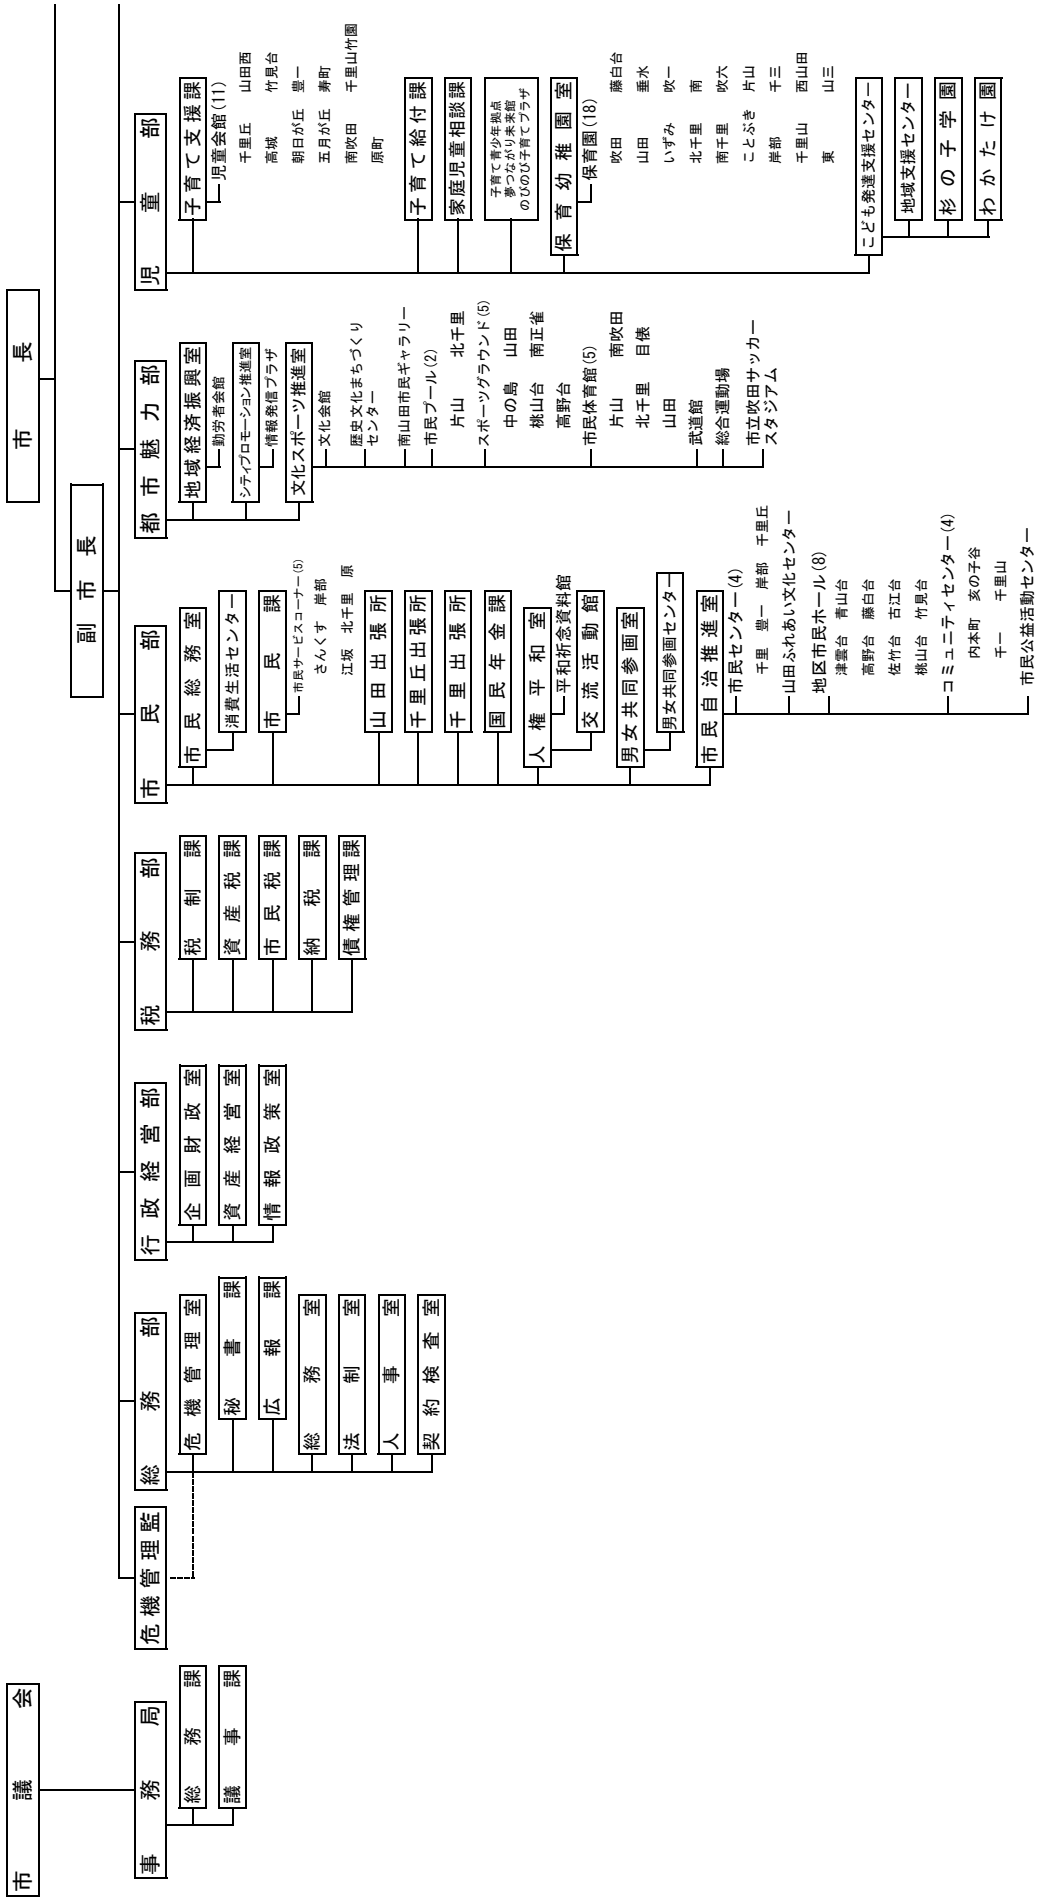 市議会
事務局
総務課
議事課
市長
副市長
危機管理監
総務部
危機管理室
秘書課
広報課
総務室
法制室
人事室
契約検査室
行政経営部
企画財政室
資産経営室
情報政策室
税務部
税制課
資産税課
市民税課
納税課
債権管理課
市民部
市民総務室
消費生活センター
市民課
市民サービスコーナー(5)
さんくす 岸部
江坂 北千里 原
山田出張所
千里丘出張所
千里出張所
国民年金課
人権平和室
平和祈念資料館
交流活動館
男女共同参画室
男女共同参画センター
市民自治推進室
市民センター(4)
千里 豊一 岸部 千里丘
山田ふれあい文化センター
地区市民ホール(8)
津雲台 青山台
高野台 藤白台
佐竹台 古江台
桃山台 竹見台
コミュニティセンター(4)
内本町 亥の子谷
千一 千里山
市民公益活動センター
都市魅力部
地域経済振興室
勤労者会館
シティプロモーション推進室
情報発信プラザ
文化スポーツ推進室
文化会館
歴史文化まちづくり
センター
南山田市民ギャラリー
市民プール(2)
片山 北千里
スポーツグラウンド(5)
中の島 山田
桃山台 南正雀
高野台
市民体育館(5)
片山 南吹田
北千里 目俵
山田
武道館
総合運動場
市立吹田サッカー
スタジアム
児童部
子育て支援課
児童会館(11)
千里丘 山田西
高城 竹見台
朝日が丘 豊一
五月が丘 寿町
南吹田 千里山竹園
原町
子育て給付課
家庭児童相談課
子育て青少年拠点
夢つながり未来館
のびのび子育てプラザ
保育幼稚園室
保育園(18)
吹田 藤白台
山田 垂水
いずみ 吹一
北千里 南
南千里 吹六
ことぶき 片山
岸部 千三
千里山 西山田
東 山三
こども発達支援センター
地域支援センター
杉の子学園
わかたけ園